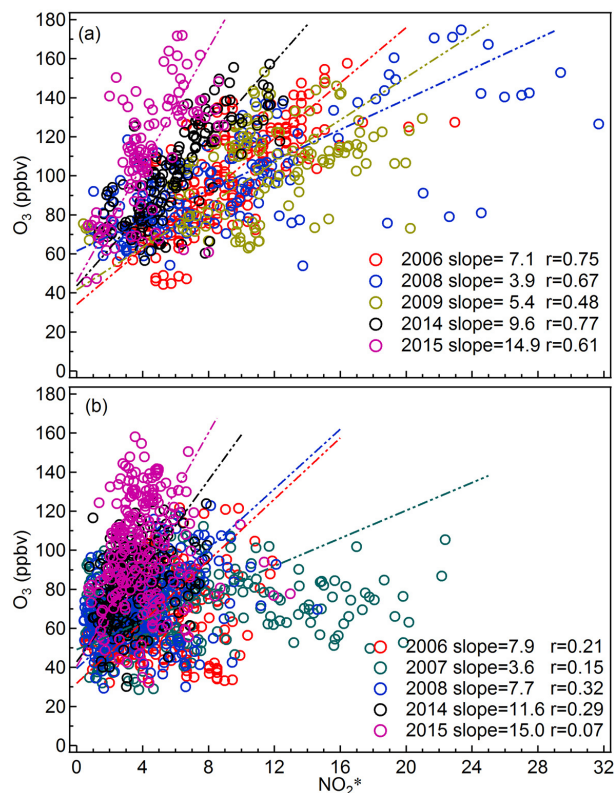 (a)
180
160
140
120
100
80
60
40
20
0
O3 (ppbv)
2006 slope= 7.1 r=0.75
2008 slope= 3.9 r=0.67
2009 slope= 5.4 r=0.48
2014 slope= 9.6 r=0.77
2015 slope=14.9 r=0.61
(b)
180
160
140
120
100
80
60
40
20
0
O3 (ppbv)
2006 slope=7.9 r=0.21
2007 slope=3.6 r=0.15
2008 slope=7.7 r=0.32
2014 slope=11.6 r=0.29
2015 slope=15.0 r=0.07
0 4 8 12 16 20 24 28 32
NO2*